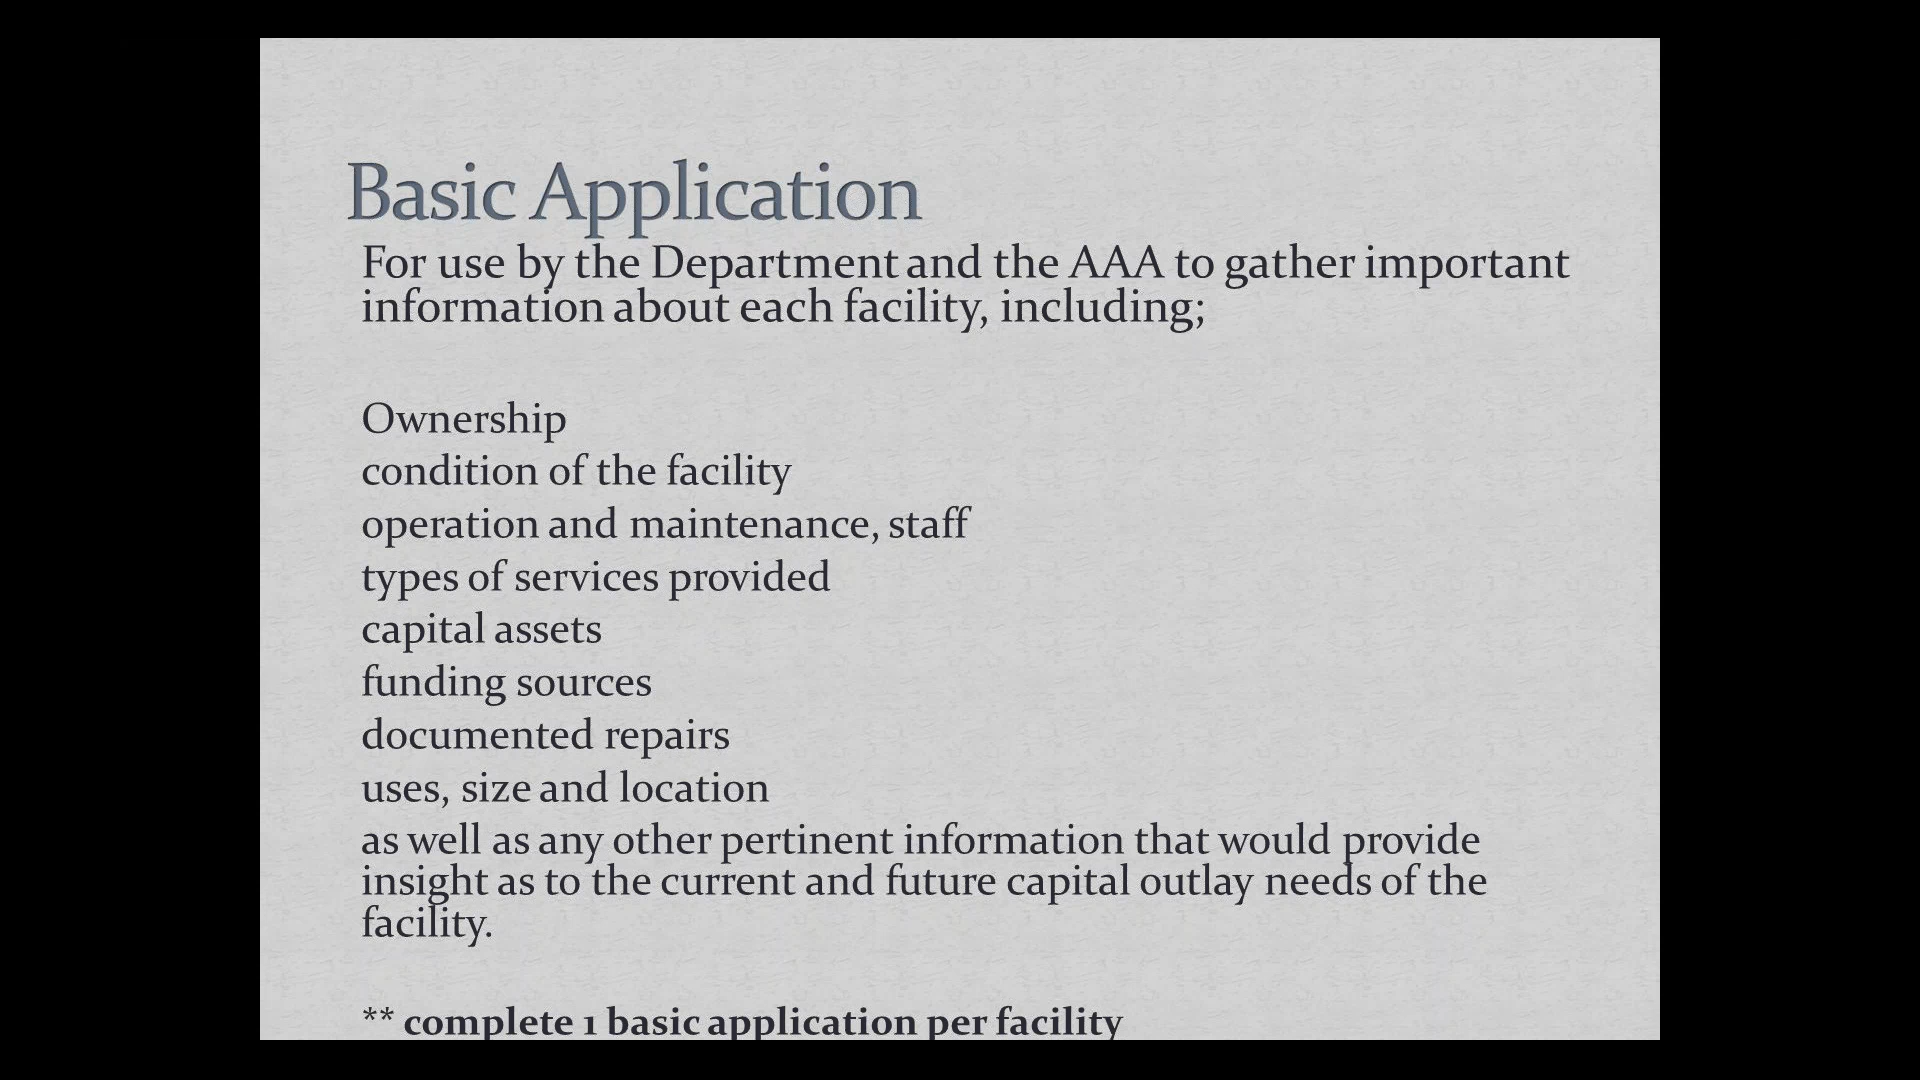 Basic Application
For use by the Department and the AAA to gather important
information about each facility, including;
Ownership
condition of the facility
operation and maintenance, staff
types of services provided
capital assets
funding sources
documented repairs
uses, size and location
as well as any other pertinent information that would provide
insight as to the current and future capital outlay needs of the
facility.
** complete 1 basic application per facility